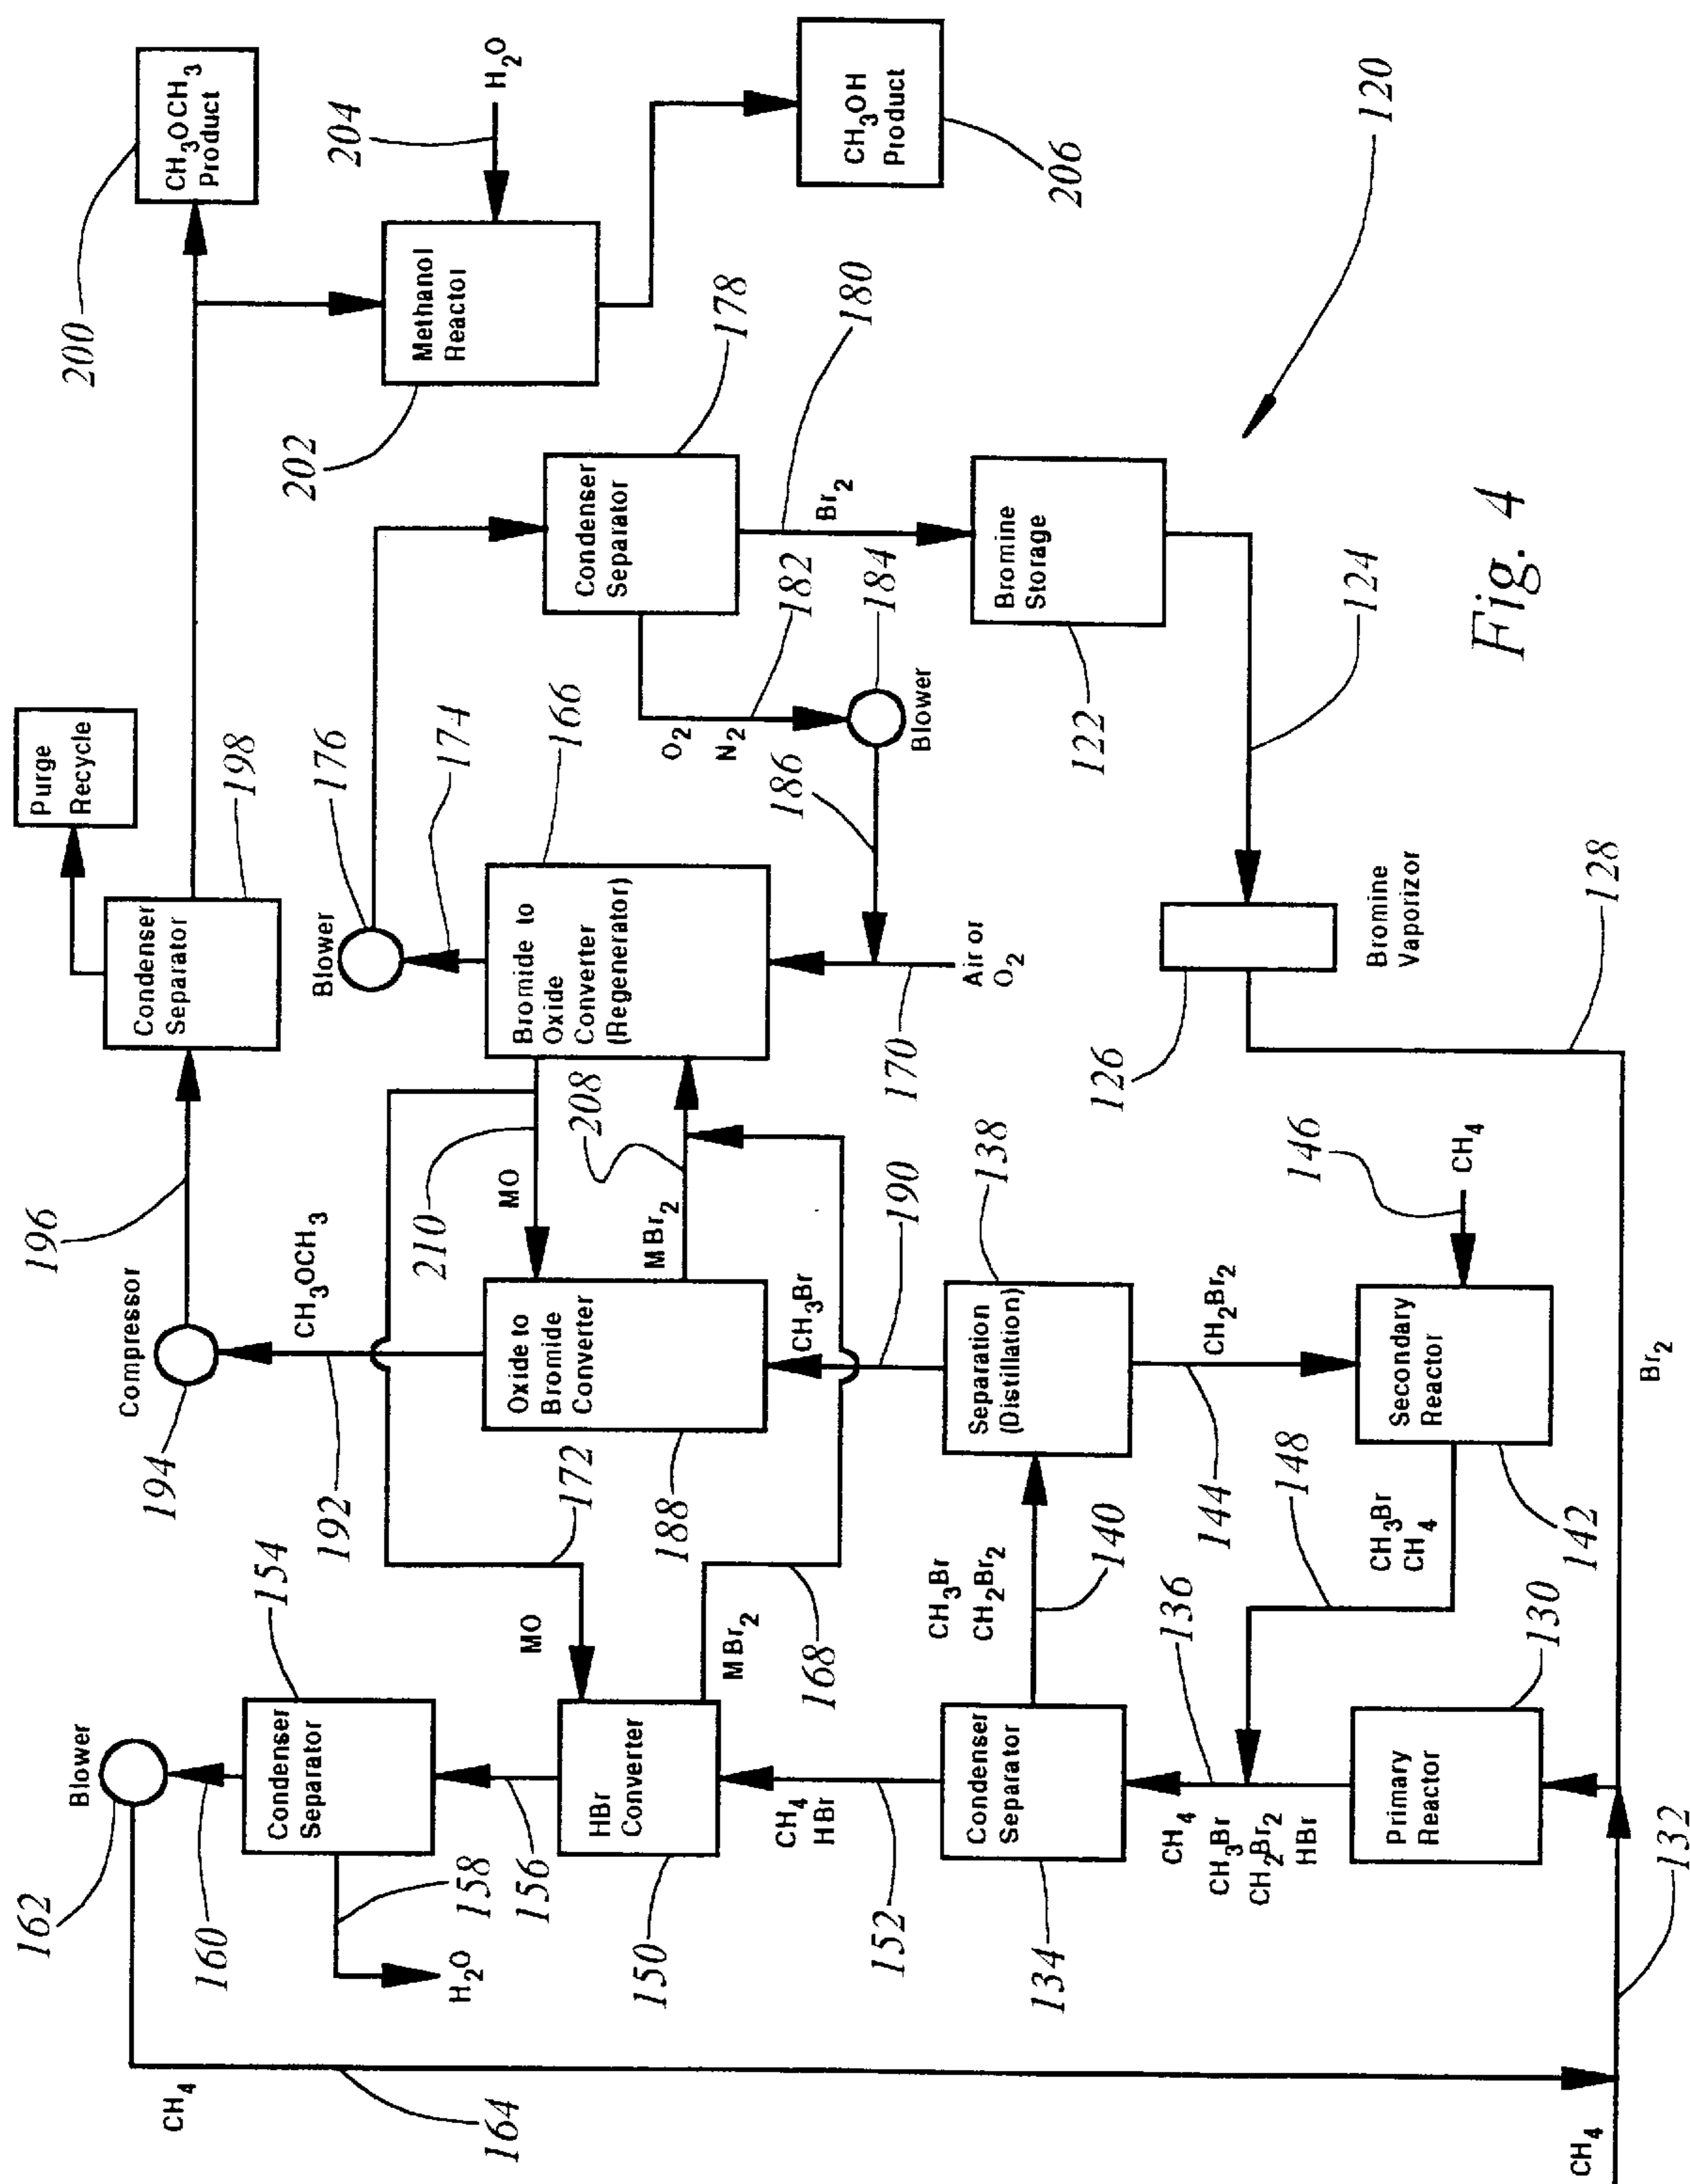 CH4
164
CH4
162
Blower
160
154
Condenser
Separator
158
H2O
156
HBr
Converter
150
MO
172
MBr2
168
CH4
HBr
152
Condenser
Separator
134
CH3Br
CH2Br2
140
136
CH4
CH3Br
CH2Br2
HBr
Primary
Reactor
130
132
CH4
148
CH3Br
CH4
142
Secondary
Reactor
144
CH2Br2
146
CH4
Separation
(Distillation)
138
190
CH3Br
Oxide to
Bromide
Converter
188
192
CH3OCH3
194
Compressor
196
MO
210
MBr2
208
Condenser
Separator
198
Purge
Recycle
Blower
176
174
166
Bromide to
Oxide
Converter
(Regenerator)
170
Air or
O2
186
Blower
184
O2
N2
182
Condenser
Separator
178
180
Br2
Bromine
Storage
122
124
126
Bromine
Vaporizor
128
Br2
200
CH3OCH3
Product
202
Methanol
Reactor
204
H2O
CH3OH
Product
206
120
Fig. 4